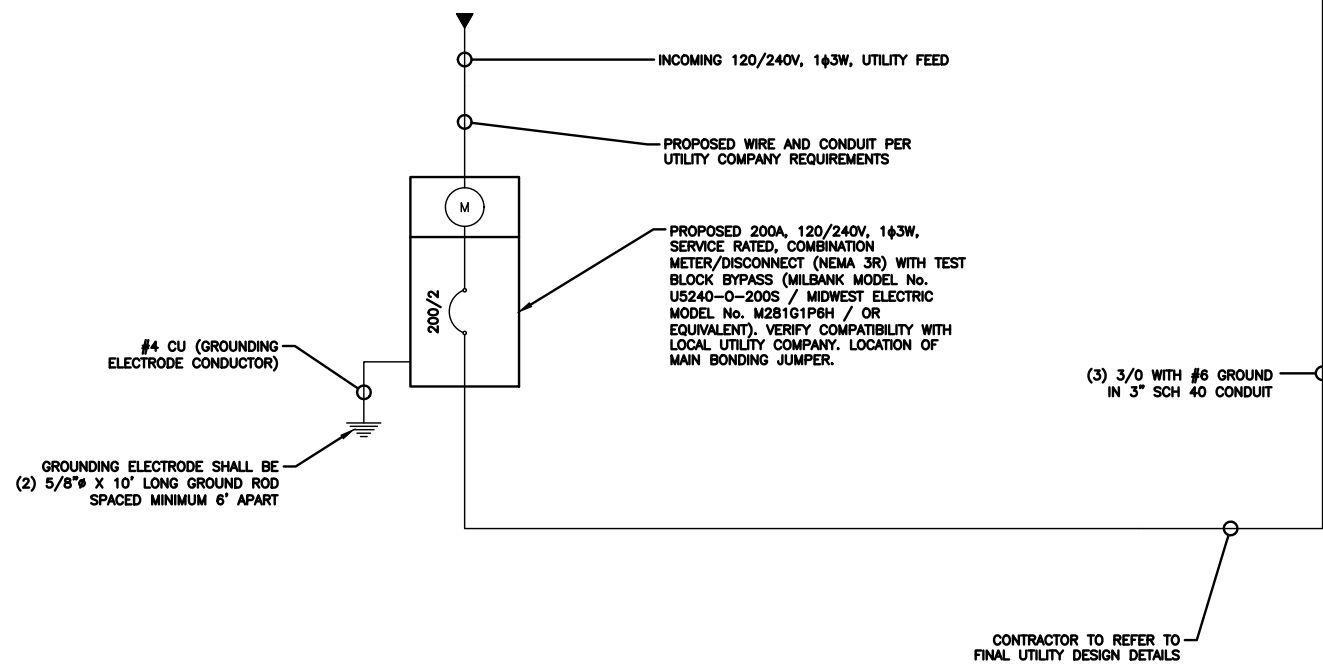 INCOMING 120/240V, 1ϕ3W, UTILITY FEED
PROPOSED WIRE AND CONDUIT PER
UTILITY COMPANY REQUIREMENTS
M
200/2
PROPOSED 200A, 120/240V, 1ϕ3W,
SERVICE RATED, COMBINATION
METER/DISCONNECT (NEMA 3R) WITH TEST
BLOCK BYPASS (MILBANK MODEL No.
U5240-O-200S / MIDWEST ELECTRIC
MODEL No. M281G1P6H / OR
EQUIVALENT). VERIFY COMPATIBILITY WITH
LOCAL UTILITY COMPANY. LOCATION OF
MAIN BONDING JUMPER.
#4 CU (GROUNDING
ELECTRODE CONDUCTOR)
(3) 3/0 WITH #6 GROUND
IN 3" SCH 40 CONDUIT
GROUNDING ELECTRODE SHALL BE
(2) 5/8"ø X 10' LONG GROUND ROD
SPACED MINIMUM 6' APART
CONTRACTOR TO REFER TO
FINAL UTILITY DESIGN DETAILS